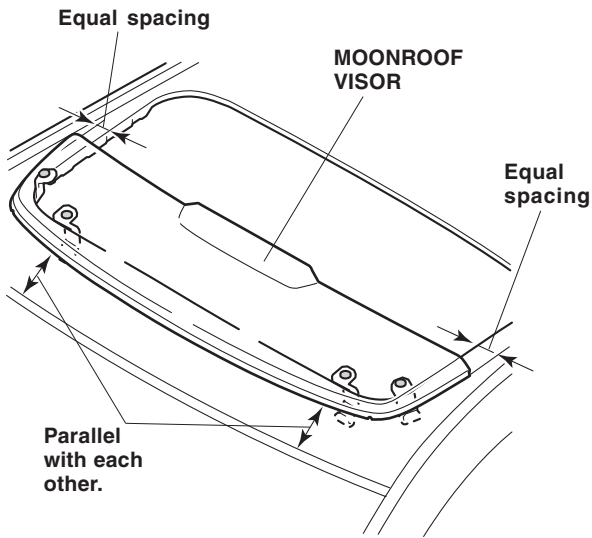 Equal spacing
MOONROOF
VISOR
Equal
spacing
Parallel
with each
other.